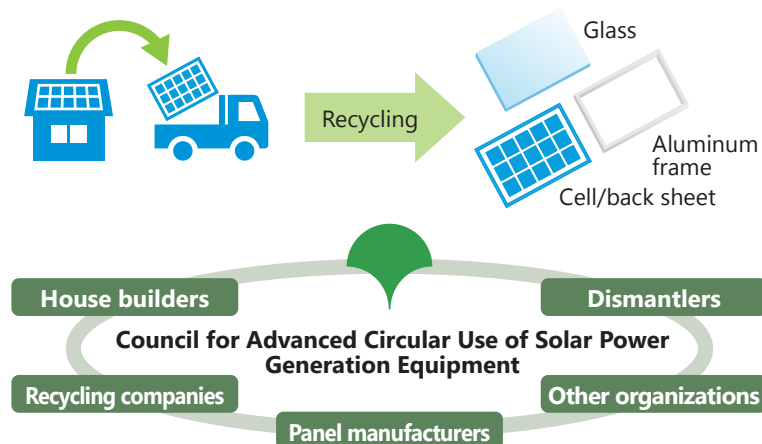 Glass
Recycling
Aluminum
frame
Cell/back sheet
House builders
Dismantlers
Council for Advanced Circular Use of Solar Power
Generation Equipment
Recycling companies
Other organizations
Panel manufacturers